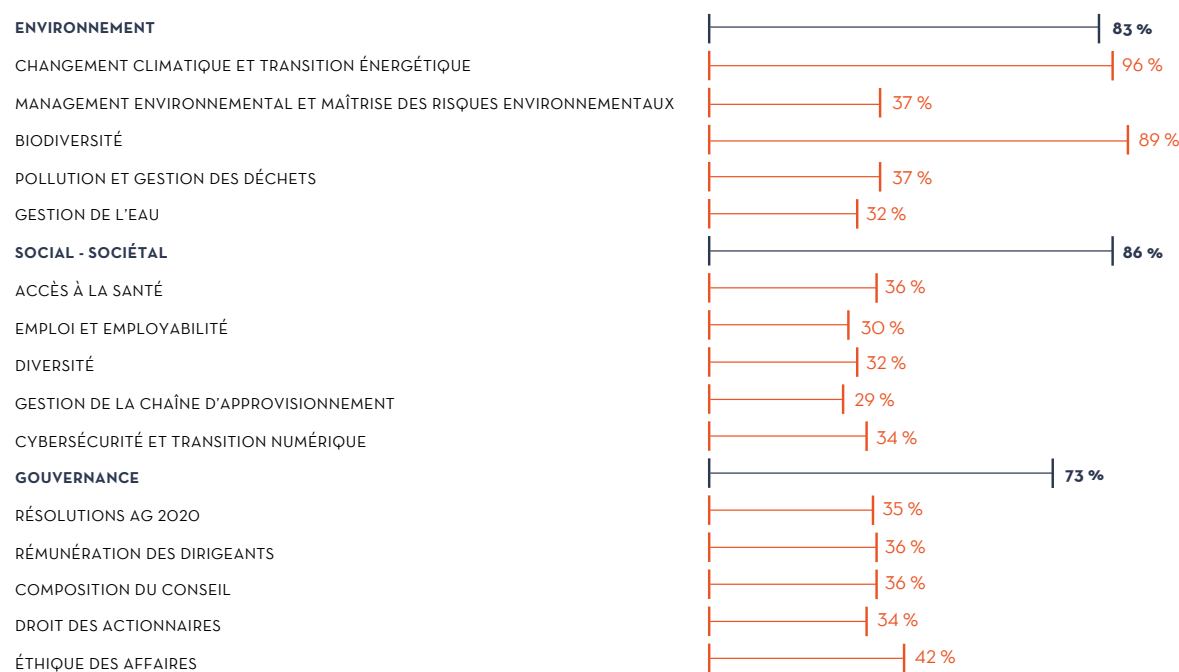 ENVIRONNEMENT 83 %
CHANGEMENT CLIMATIQUE ET TRANSITION ÉNERGÉTIQUE 96 %
MANAGEMENT ENVIRONNEMENTAL ET MAÎTRISE DES RISQUES ENVIRONNEMENTAUX 37 %
BIODIVERSITÉ 89 %
POLLUTION ET GESTION DES DÉCHETS 37 %
GESTION DE L'EAU 32 %
SOCIAL - SOCIÉTAL 86 %
ACCÈS À LA SANTÉ 36 %
EMPLOI ET EMPLOYABILITÉ 30 %
DIVERSITÉ 32 %
GESTION DE LA CHAÎNE D'APPROVISIONNEMENT 29 %
CYBERSÉCURITÉ ET TRANSITION NUMÉRIQUE 34 %
GOUVERNANCE 73 %
RÉSOLUTIONS AG 2020 35 %
RÉMUNÉRATION DES DIRIGEANTS 36 %
COMPOSITION DU CONSEIL 36 %
DROIT DES ACTIONNAIRES 34 %
ÉTHIQUE DES AFFAIRES 42 %